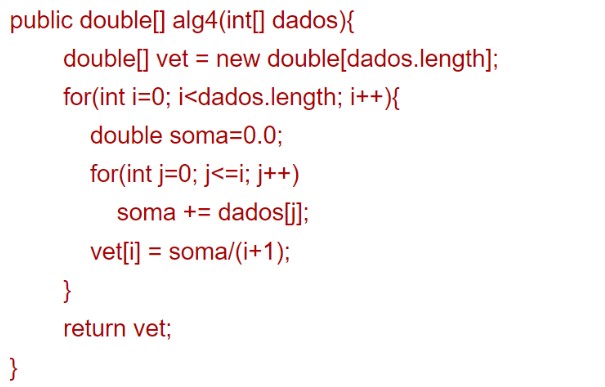 public double[] alg4(int[] dados){
double[] vet = new double[dados.length];
for(int i=0; i<dados.length; i++){
double soma=0.0;
for(int j=0; j<=i; j++)
soma += dados[j];
vet[i] = soma/(i+1);
}
return vet;
}